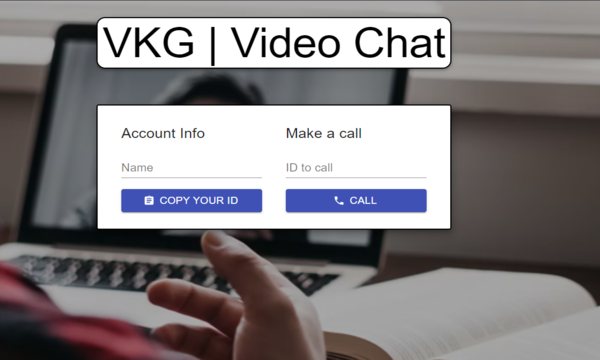 VKG | Video Chat
Account Info
Name
COPY YOUR ID
Make a call
ID to call
CALL